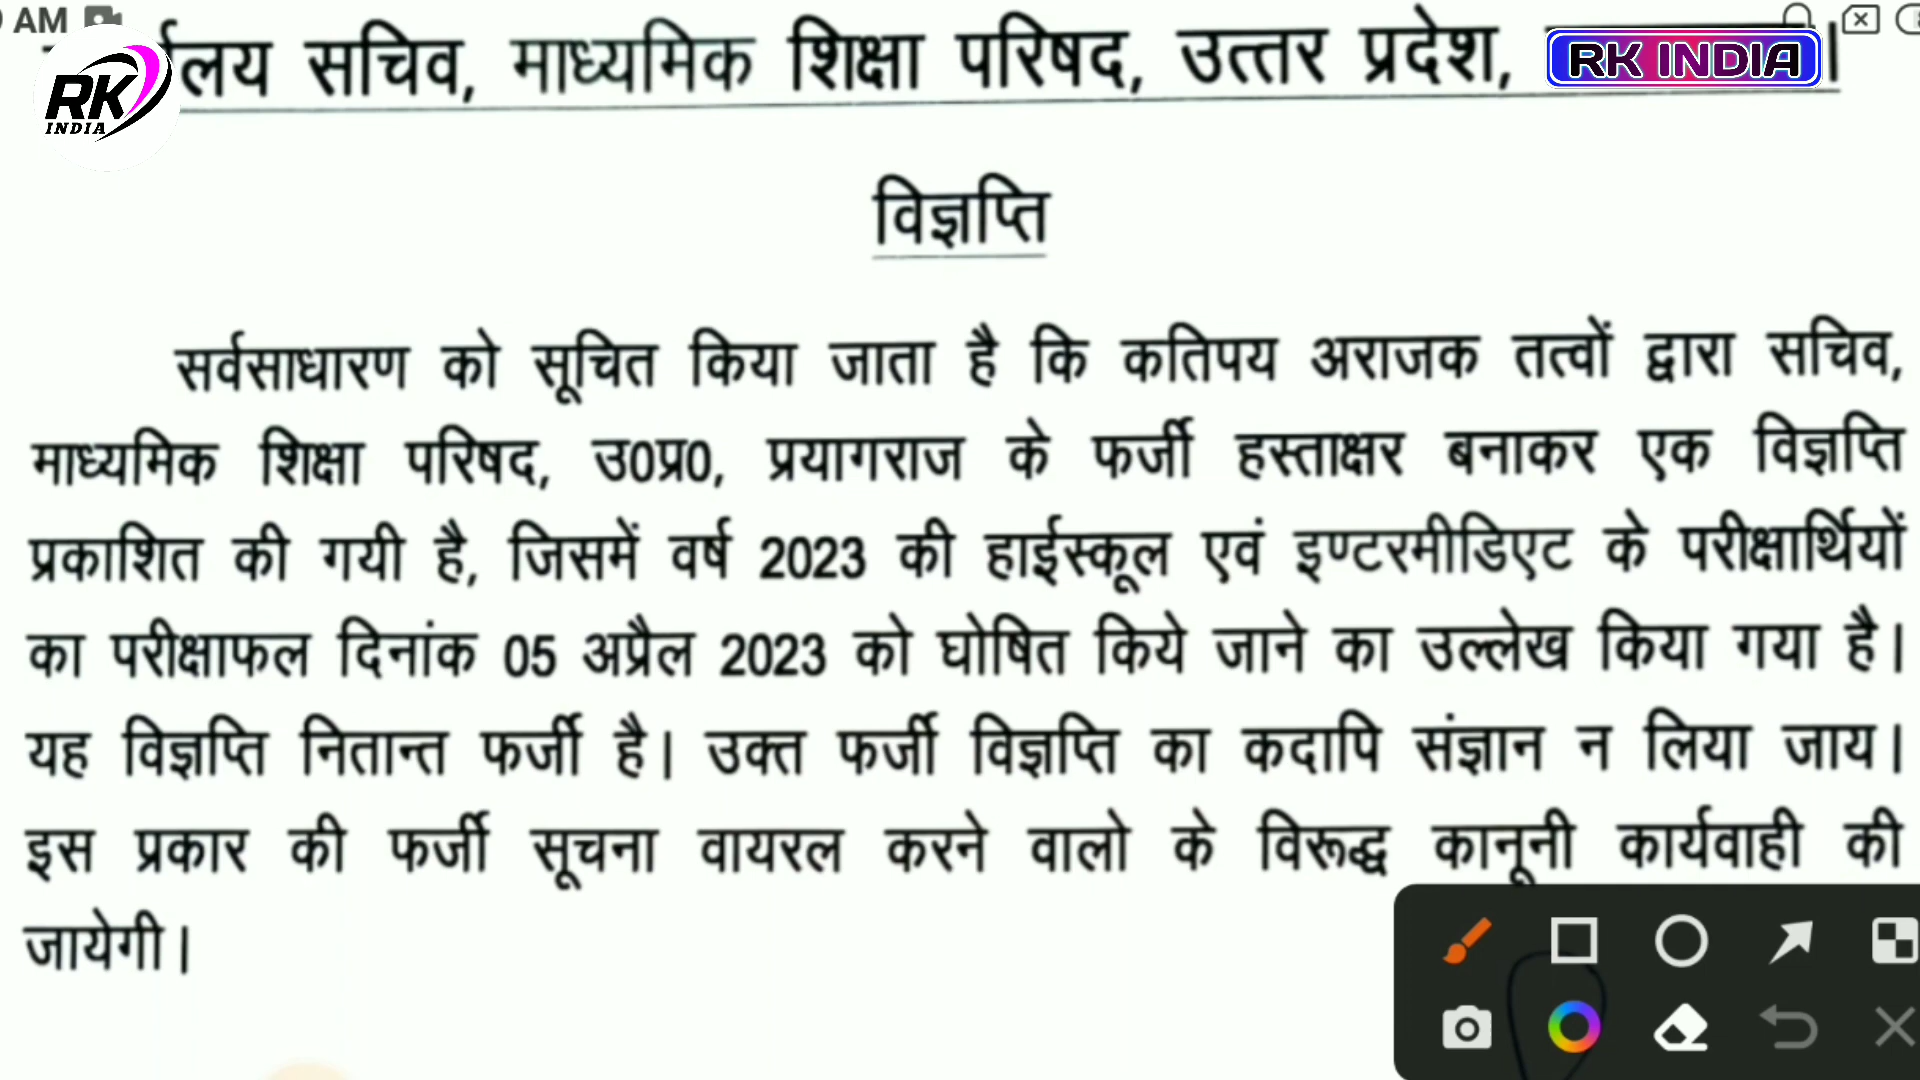 AM
सचिव, माध्यमिक शिक्षा परिषद, उत्तर प्रदेश,
RK INDIA
RK INDIA
विज्ञप्ति
सर्वसाधारण को सूचित किया जाता है कि कतिपय अराजक तत्वों द्वारा सचिव,
माध्यमिक शिक्षा परिषद, उ0प्र0, प्रयागराज के फर्जी हस्ताक्षर बनाकर एक विज्ञप्ति
प्रकाशित की गयी है, जिसमें वर्ष 2023 की हाईस्कूल एवं इण्टरमीडिएट के परीक्षार्थियों
का परीक्षाफल दिनांक 05 अप्रैल 2023 को घोषित किये जाने का उल्लेख किया गया है।
यह विज्ञप्ति नितान्त फर्जी है। उक्त फर्जी विज्ञप्ति का कदापि संज्ञान न लिया जाय।
इस प्रकार की फर्जी सूचना वायरल करने वालो के विरूद्ध कानूनी कार्यवाही की
जायेगी।